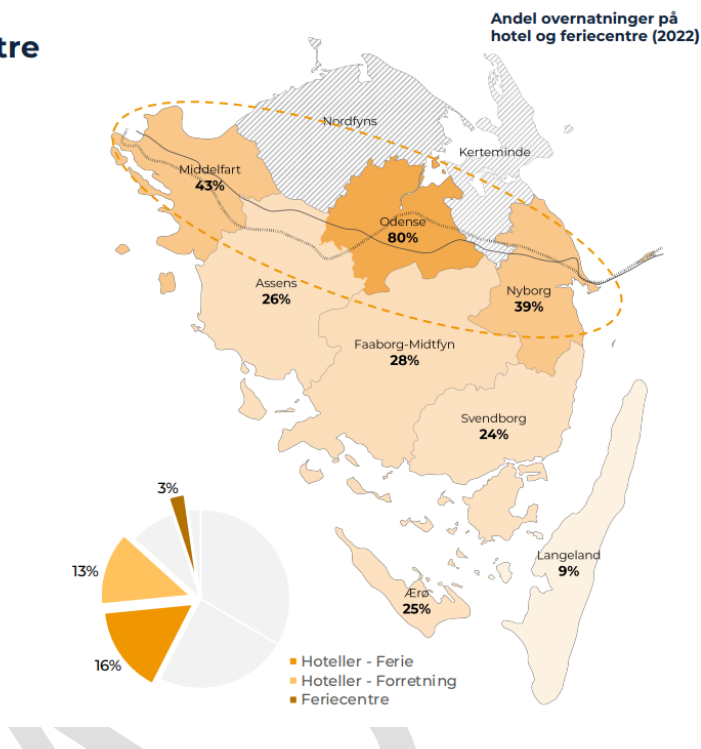 tre
Andel overnatninger på
hotel og feriecentre (2022)
Nordfyns
Kerteminde
Middelfart
43%
Odense
80%
Assens
26%
Nyborg
39%
Faaborg-Midtfyn
28%
Svendborg
24%
Langeland
9%
Ærø
25%
3%
13%
16%
Hoteller - Ferie
Hoteller - Forretning
Feriecentre